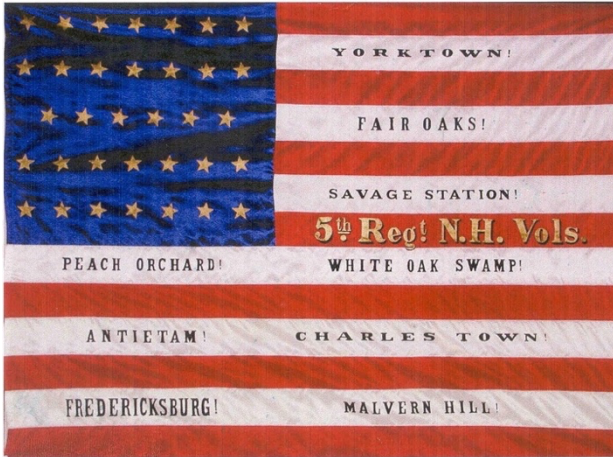 YORKTOWN!
FAIR OAKS!
SAVAGE STATION!
5th Regt N.H. Vols.
PEACH ORCHARD! WHITE OAK SWAMP!
ANTIETAM! CHARLES TOWN!
FREDERICKSBURG! MALVERN HILL!